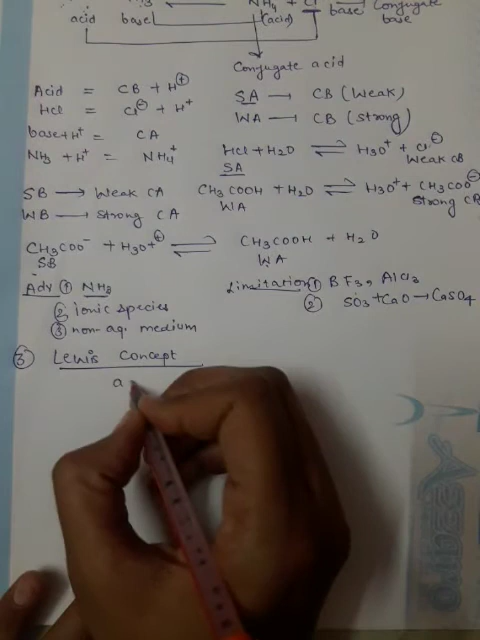 NH4 + Cl
acid base (acid) base Conjugate base
Conjugate acid
Acid = CB + H⊕
Hcl = Cl⊖ + H+
base + H+ = CA
NH3 + H+ = NH4+
SB → Weak CA
WB → Strong CA
SA → CB (Weak)
WA → CB (Strong)
Hcl + H2O ⇌ H3O+ + Cl⊖
SA Weak CB
CH3COOH + H2O ⇌ H3O+ + CH3COO⊖
WA Strong CA
CH3COO- + H3O+⊕ ⇌ CH3COOH + H2O
SB WA
Adv ① NH3
② ionic species
③ non-aq. medium
Limitation ① BF3, AlCl3
② SO3 + CaO → CaSO4
③ Lewis Concept
a